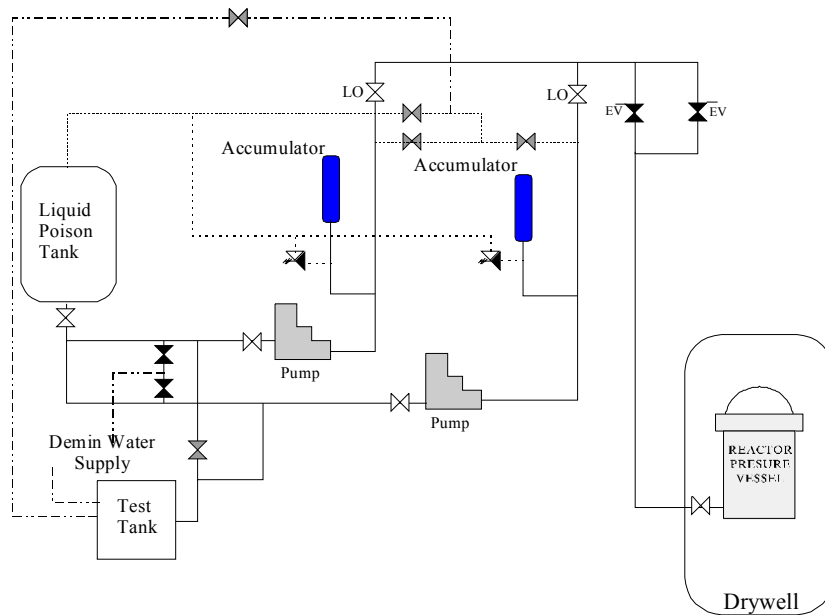 LO
LO
EV
EV
Accumulator
Accumulator
Liquid
Poison
Tank
Pump
Pump
Demin Water
Supply
Test
Tank
REACTOR
PRESURE
VESSEL
Drywell